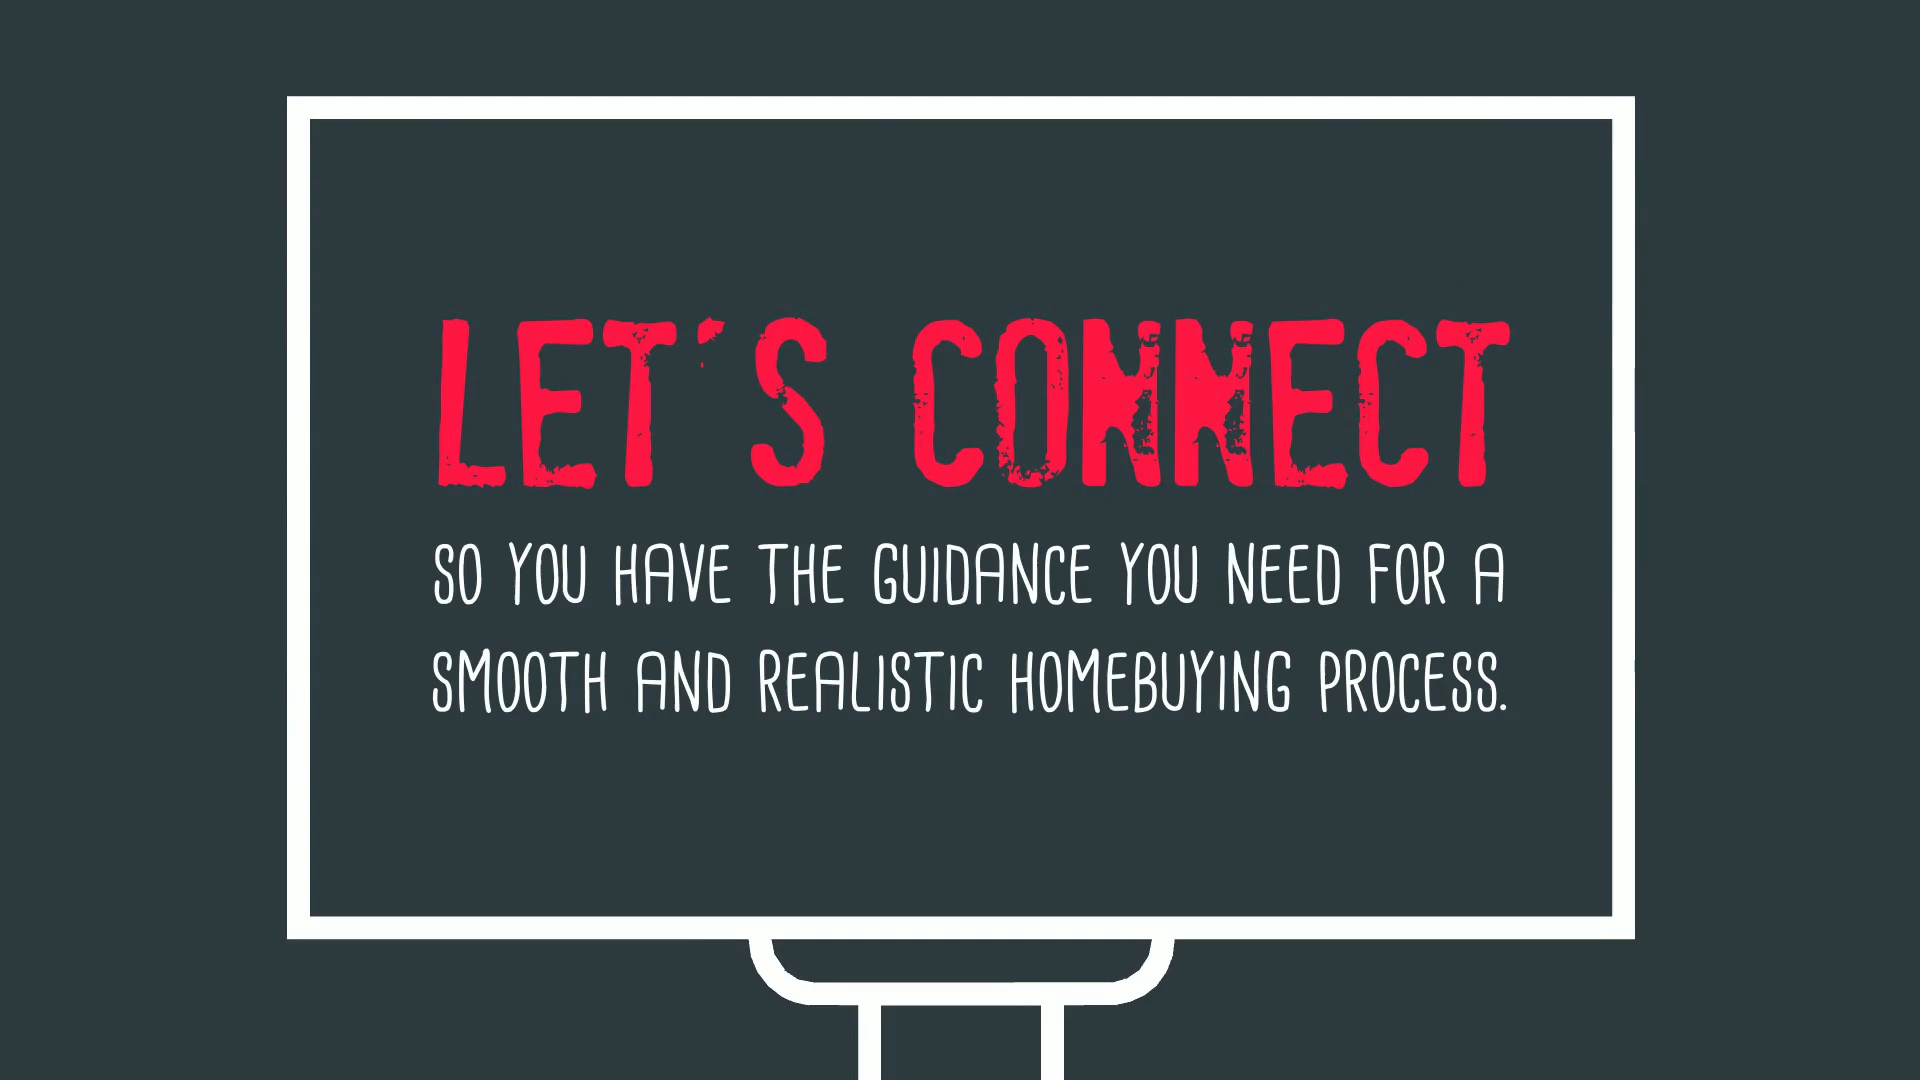 LET'S CONNECT
SO YOU HAVE THE GUIDANCE YOU NEED FOR A
SMOOTH AND REALISTIC HOMEBUYING PROCESS.